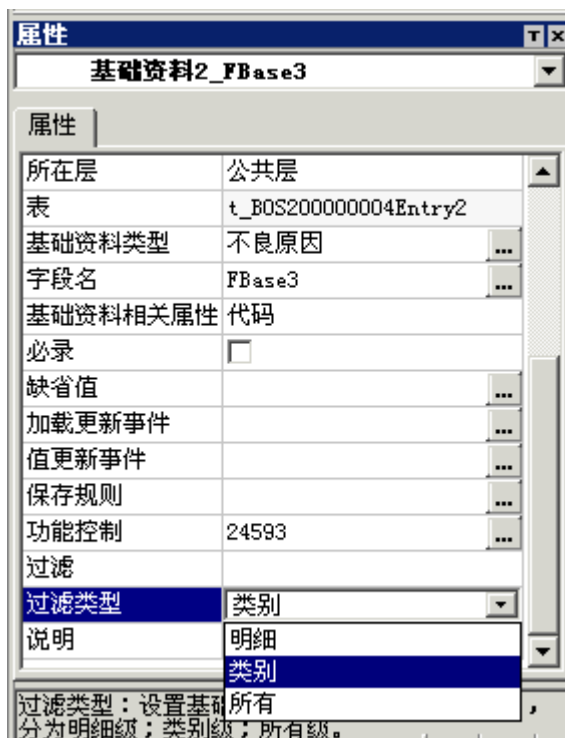 属性
基础资料2_FBase3
属性
所在层 公共层
表 t_BOS200000004Entry2
基础资料类型 不良原因 ...
字段名 FBase3 ...
基础资料相关属性 代码
必录
缺省值 ...
加载更新事件 ...
值更新事件 ...
保存规则 ...
功能控制 24593 ...
过滤
过滤类型 类别
说明 明细
类别
所有
过滤类型：设置基础 ，
分为明细级；类别级；所有级。